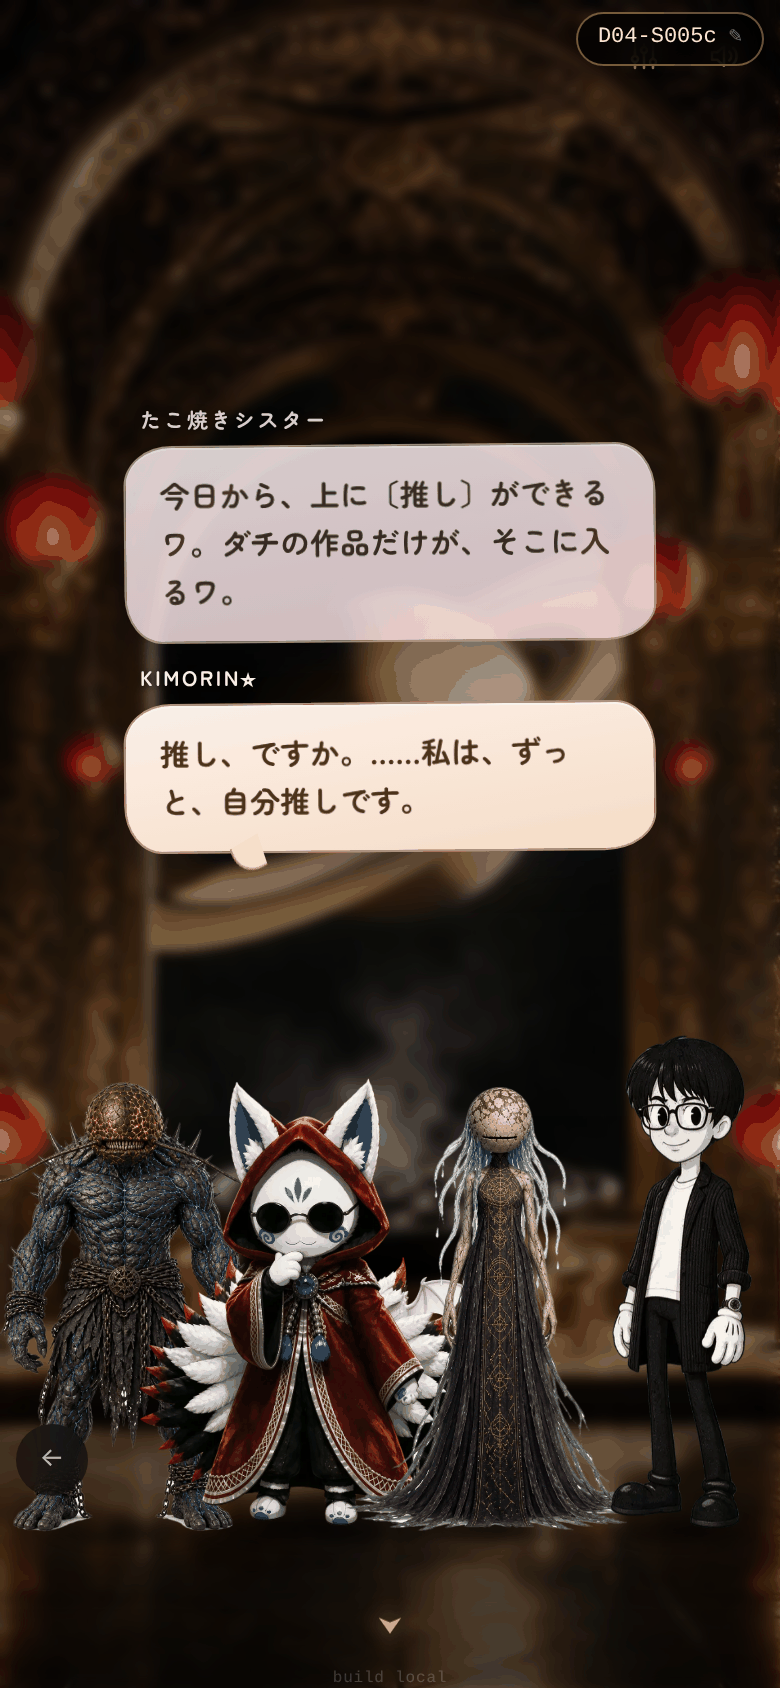 D04-S005c ✎
たこ焼きシスター
今日から、上に〔推し〕ができる
ワ。ダチの作品だけが、そこに入
るワ。
KIMORIN★
推し、ですか。……私は、ずっ
と、自分推しです。
build local